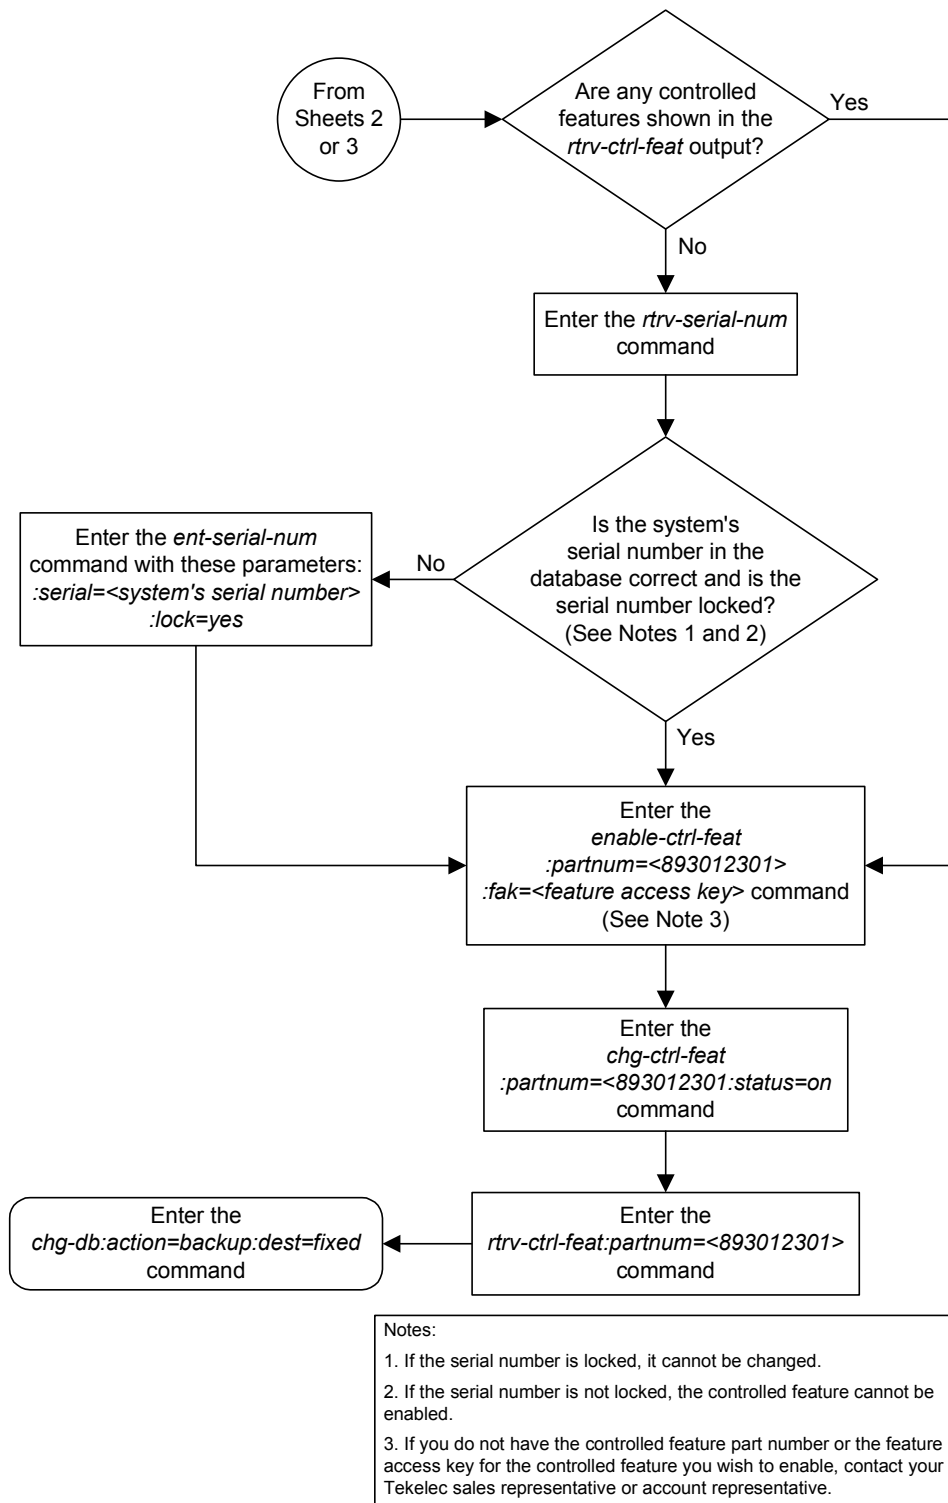 From
Sheets 2
or 3
Are any controlled
features shown in the
rtrv-ctrl-feat output?
Yes
No
Enter the rtrv-serial-num
command
Is the system's
serial number in the
database correct and is the
serial number locked?
(See Notes 1 and 2)
No
Enter the ent-serial-num
command with these parameters:
:serial=<system's serial number>
:lock=yes
Yes
Enter the
enable-ctrl-feat
:partnum=<893012301>
:fak=<feature access key> command
(See Note 3)
Enter the
chg-ctrl-feat
:partnum=<893012301:status=on
command
Enter the
rtrv-ctrl-feat:partnum=<893012301>
command
Enter the
chg-db:action=backup:dest=fixed
command
Notes:
1. If the serial number is locked, it cannot be changed.
2. If the serial number is not locked, the controlled feature cannot be
enabled.
3. If you do not have the controlled feature part number or the feature
access key for the controlled feature you wish to enable, contact your
Tekelec sales representative or account representative.